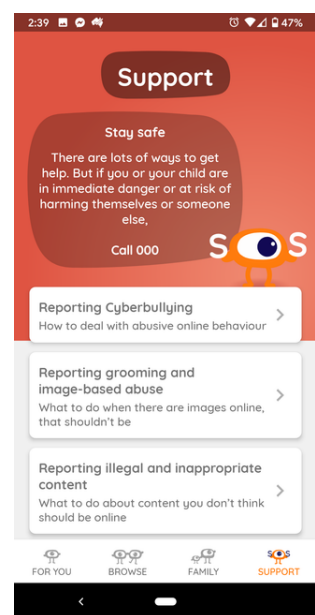 2:39
47%
Support
Stay safe
There are lots of ways to get
help. But if you or your child are
in immediate danger or at risk of
harming themselves or someone
else,
Call 000
SOS
Reporting Cyberbullying
How to deal with abusive online behaviour
Reporting grooming and
image-based abuse
What to do when there are images online,
that shouldn't be
Reporting illegal and inappropriate
content
What to do about content you don't think
should be online
FOR YOU BROWSE FAMILY SUPPORT